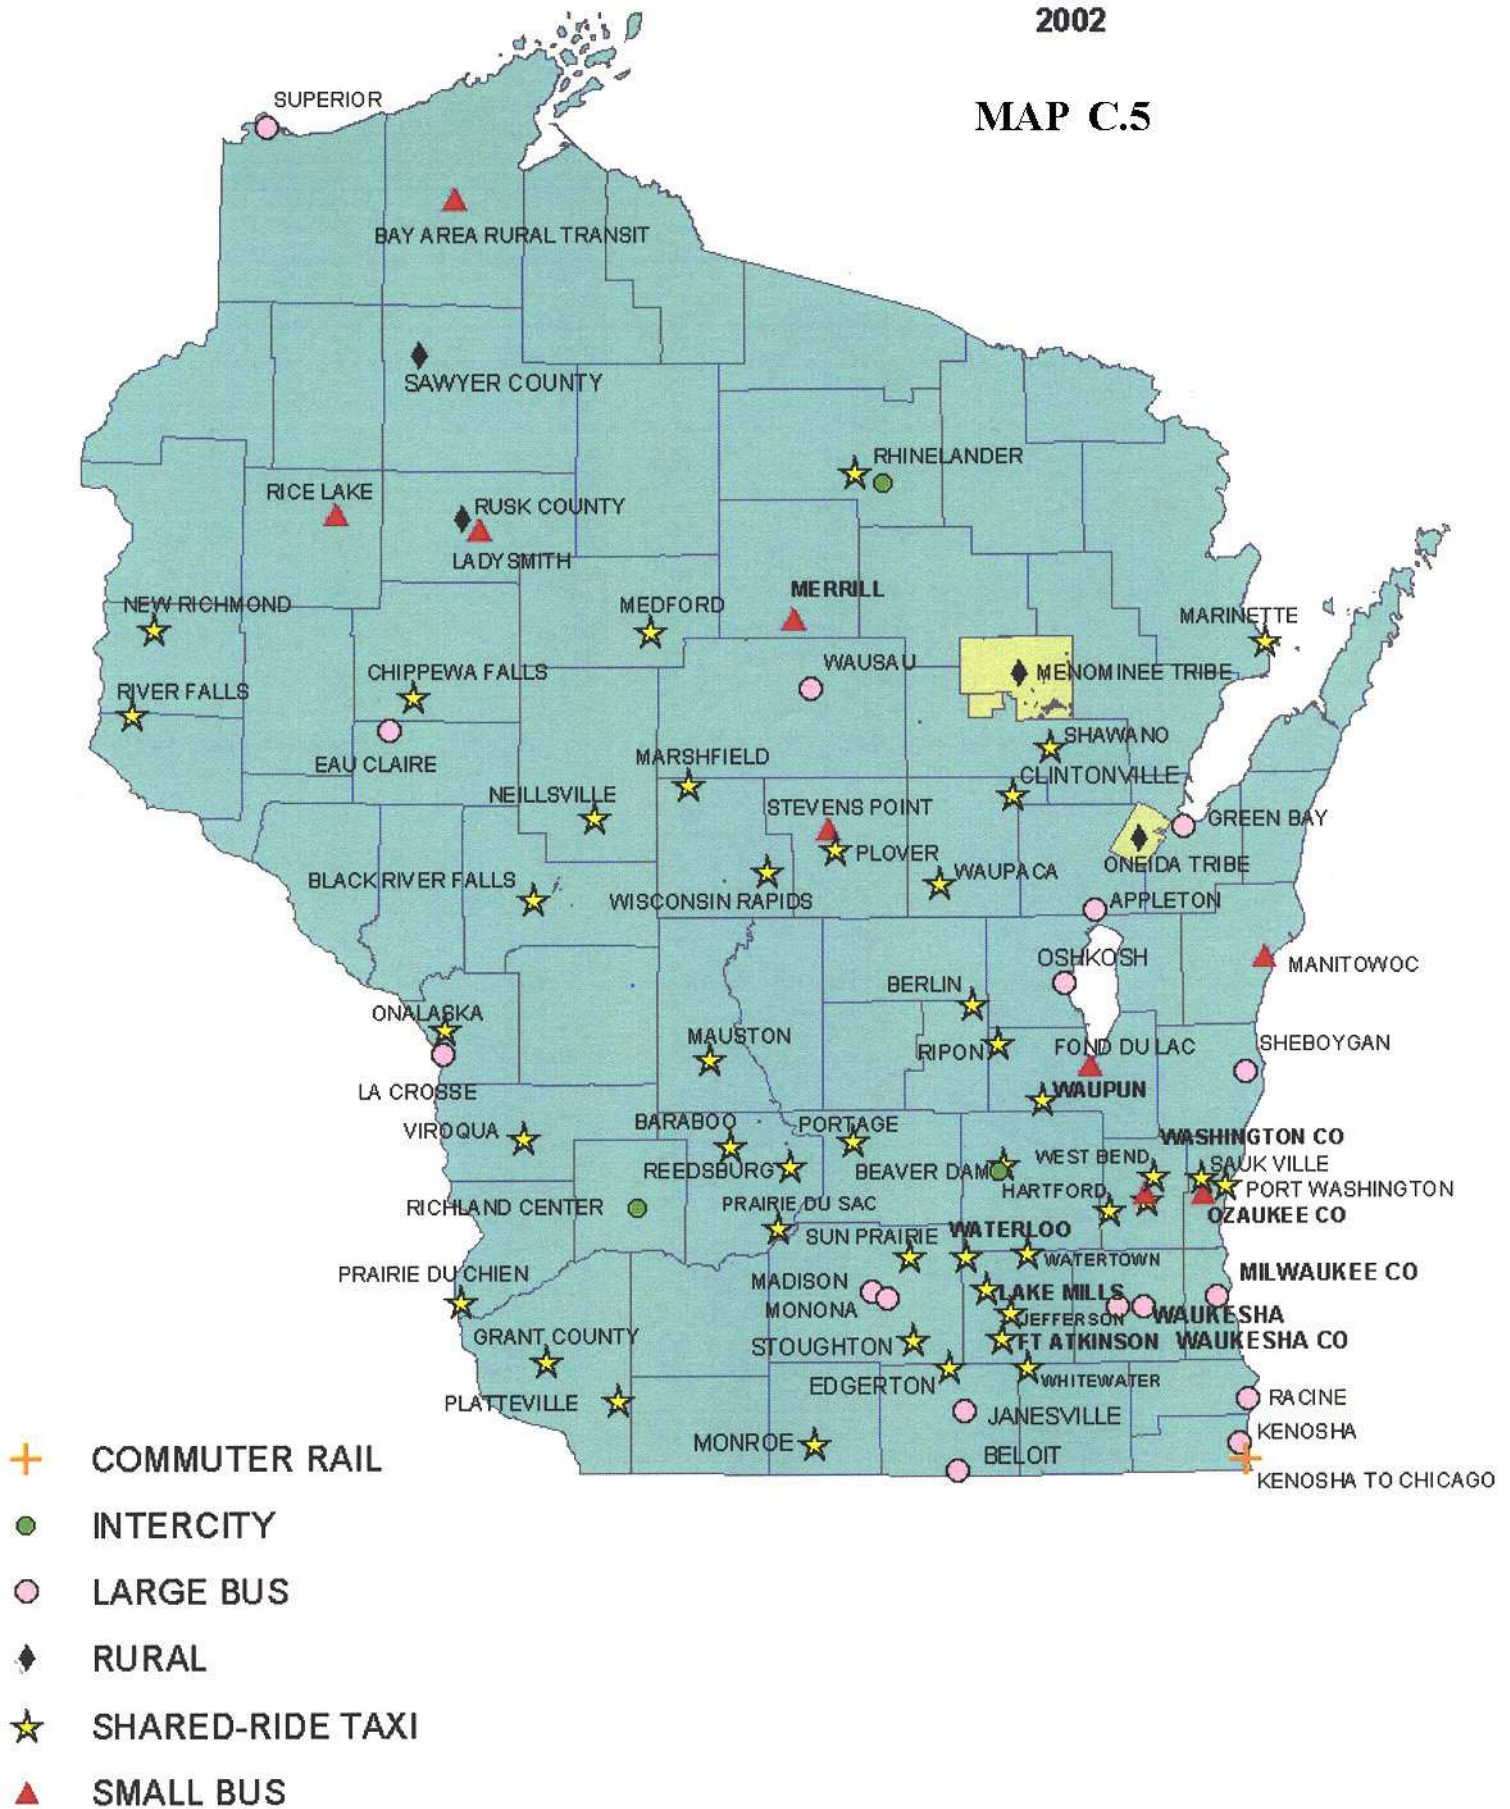 2002
MAP C.5
SUPERIOR
BAY AREA RURAL TRANSIT
SAWYER COUNTY
RHINELANDER
RICE LAKE
RUSK COUNTY
LADYSMITH
MERRILL
NEW RICHMOND
MEDFORD
MARINETTE
WAUSAU
CHIPPEWA FALLS
MENOMINEE TRIBE
RIVER FALLS
SHAWANO
EAU CLAIRE
MARSHFIELD
CLINTONVILLE
NEILLSVILLE
STEVENS POINT
GREEN BAY
PLOVER
ONEIDA TRIBE
WAUPACA
BLACK RIVER FALLS
WISCONSIN RAPIDS
APPLETON
OSHKOSH
MANITOWOC
BERLIN
ONALASKA
MAUSTON
RIPON
FOND DU LAC
SHEBOYGAN
LA CROSSE
WAUPUN
VIROQUA
BARABOO
PORTAGE
WASHINGTON CO
REEDSBURG
BEAVER DAM
WEST BEND
SAUKVILLE
HARTFORD
PORT WASHINGTON
RICHLAND CENTER
PRAIRIE DU SAC
OZAUKEE CO
SUN PRAIRIE
WATERLOO
WATERTOWN
PRAIRIE DU CHIEN
MADISON
MILWAUKEE CO
LAKE MILLS
MONONA
JEFFERSON
WAUKESHA
GRANT COUNTY
STOUGHTON
FT ATKINSON
WAUKESHA CO
EDGERTON
WHITEWATER
PLATTEVILLE
RACINE
JANESVILLE
MONROE
KENOSHA
BELOIT
KENOSHA TO CHICAGO
COMMUTER RAIL
INTERCITY
LARGE BUS
RURAL
SHARED-RIDE TAXI
SMALL BUS